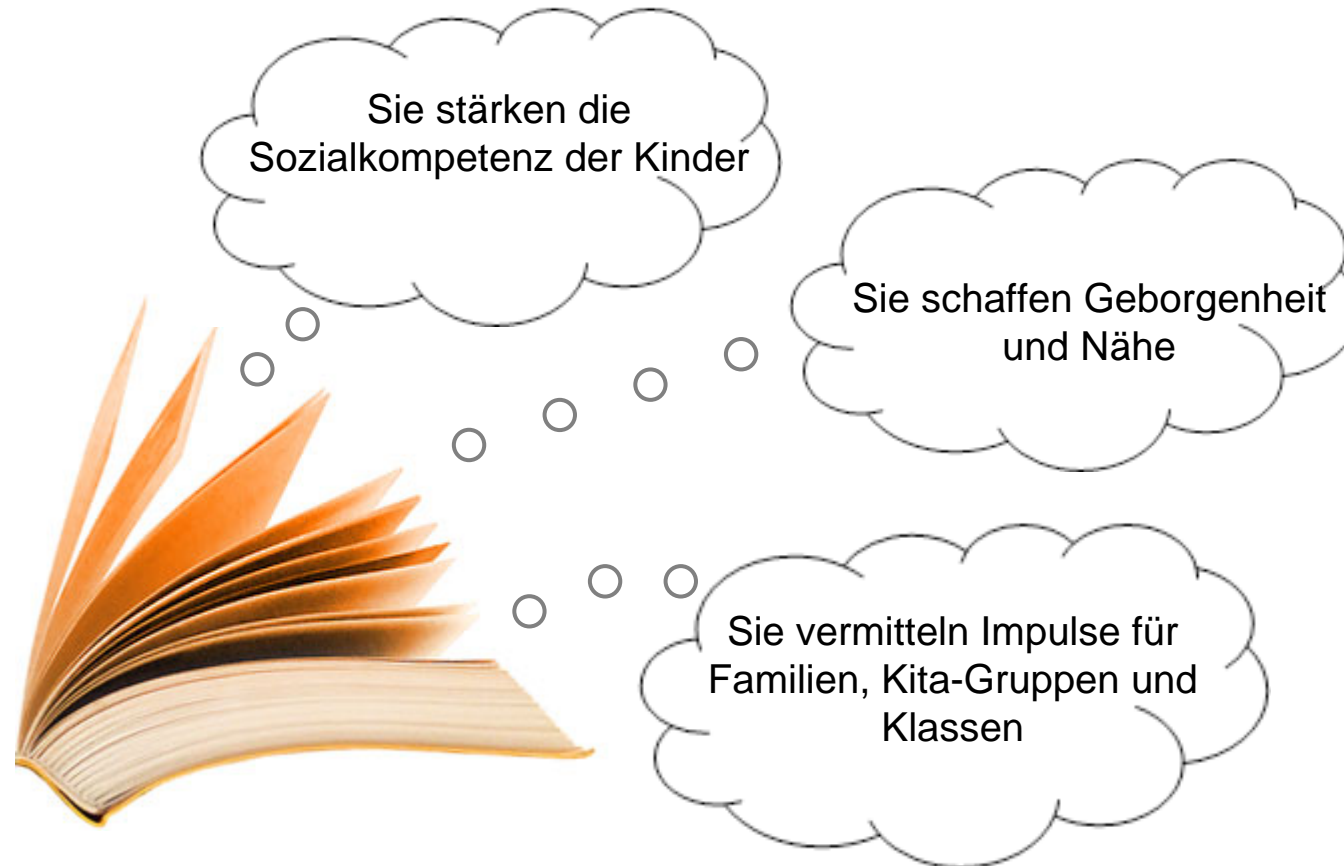 Sie stärken die
Sozialkompetenz der Kinder
Sie schaffen Geborgenheit
und Nähe
Sie vermitteln Impulse für
Familien, Kita-Gruppen und
Klassen